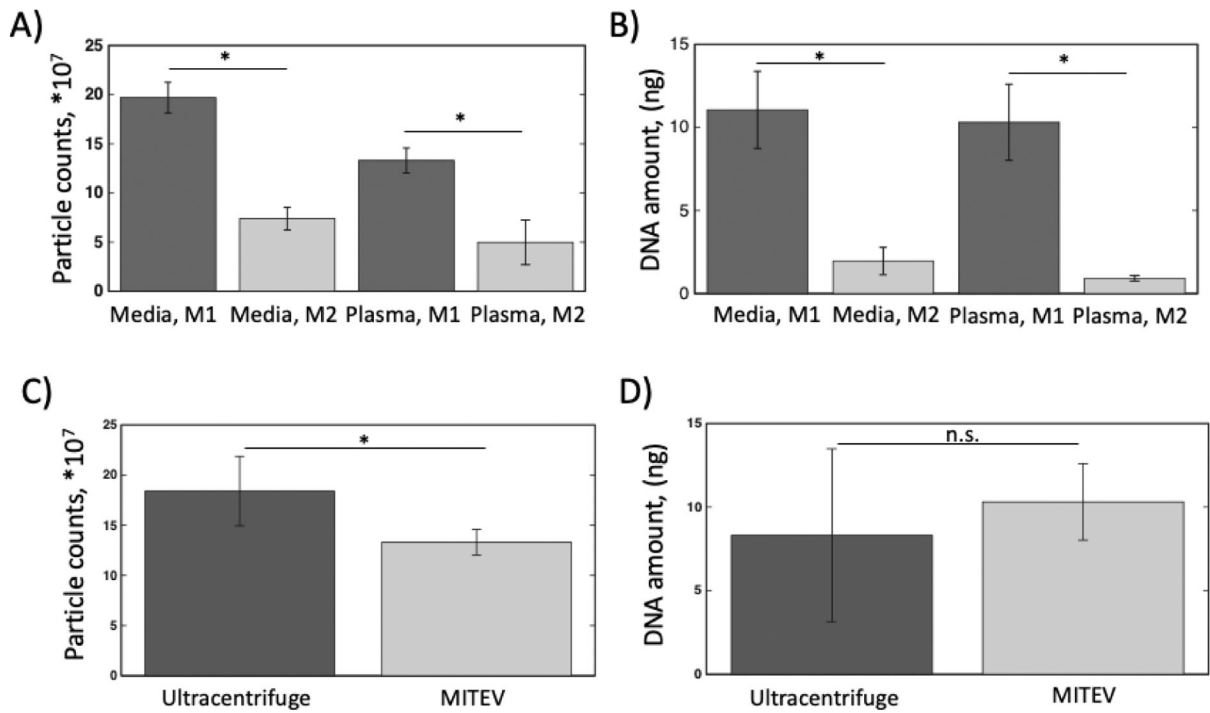 A)
Particle counts, *10⁷
25
20
15
10
5
0
*
*
Media, M1 Media, M2 Plasma, M1 Plasma, M2
B)
DNA amount, (ng)
15
10
5
0
*
*
Media, M1 Media, M2 Plasma, M1 Plasma, M2
C)
Particle counts, *10⁷
25
20
15
10
5
0
*
Ultracentrifuge MITEV
D)
DNA amount, (ng)
15
10
5
0
n.s.
Ultracentrifuge MITEV